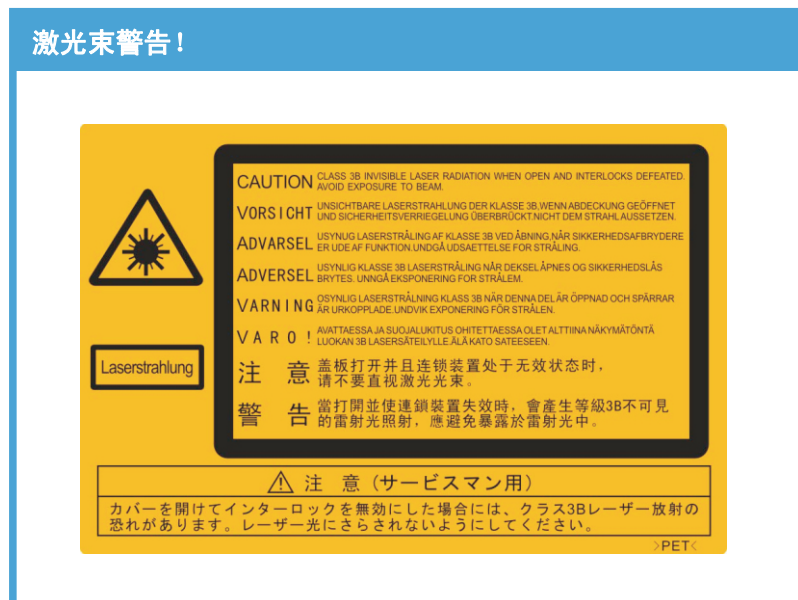 激光束警告！
CAUTION CLASS 3B INVISIBLE LASER RADIATION WHEN OPEN AND INTERLOCKS DEFEATED.
AVOID EXPOSURE TO BEAM.
VORSICHT UNSICHTBARE LASERSTRAHLUNG DER KLASSE 3B,WENN ABDECKUNG GEÖFFNET
UND SICHERHEITSVERRIEGELUNG ÜBERBRÜCKT.NICHT DEM STRAHL AUSSETZEN.
ADVARSEL USYNUG LASERSTRÅLING AF KLASSE 3B VED ÅBNING,NÅR SIKKERHEDSAFBRYDERE
ER UDE AF FUNKTION.UNDGÅ UDSAETTELSE FOR STRÅLING.
ADVERSEL USYNLIG KLASSE 3B LASERSTRÅLING NÅR DEKSEL ÅPNES OG SIKKERHEDSLÅS
BRYTES. UNNGÅ EKSPONERING FOR STRÅLEM.
VARNING OSYNLIG LASERSTRÅLNING KLASS 3B NÄR DENNA DEL ÄR ÖPPNAD OCH SPÄRRAR
ÄR URKOPPLADE.UNDVIK EXPONERING FÖR STRÅLEN.
VARO! AVATTAESSA JA SUOJALUKITUS OHITETTAESSA OLET ALTTIINA NÄKYMÄTÖNTÄ
LUOKAN 3B LASERSÄTEILYLLE.ÄLÄ KATO SATEESEEN.
Laserstrahlung
注 意 盖板打开并且连锁装置处于无效状态时，
请不要直视激光光束。
警 告 當打開並使連鎖裝置失效時，會產生等級3B不可見
的雷射光照射，應避免暴露於雷射光中。
注 意（サービスマン用）
カバーを開けてインターロックを無効にした場合には、クラス3Bレーザー放射の
恐れがあります。レーザー光にさらされないようにしてください。
>PET<